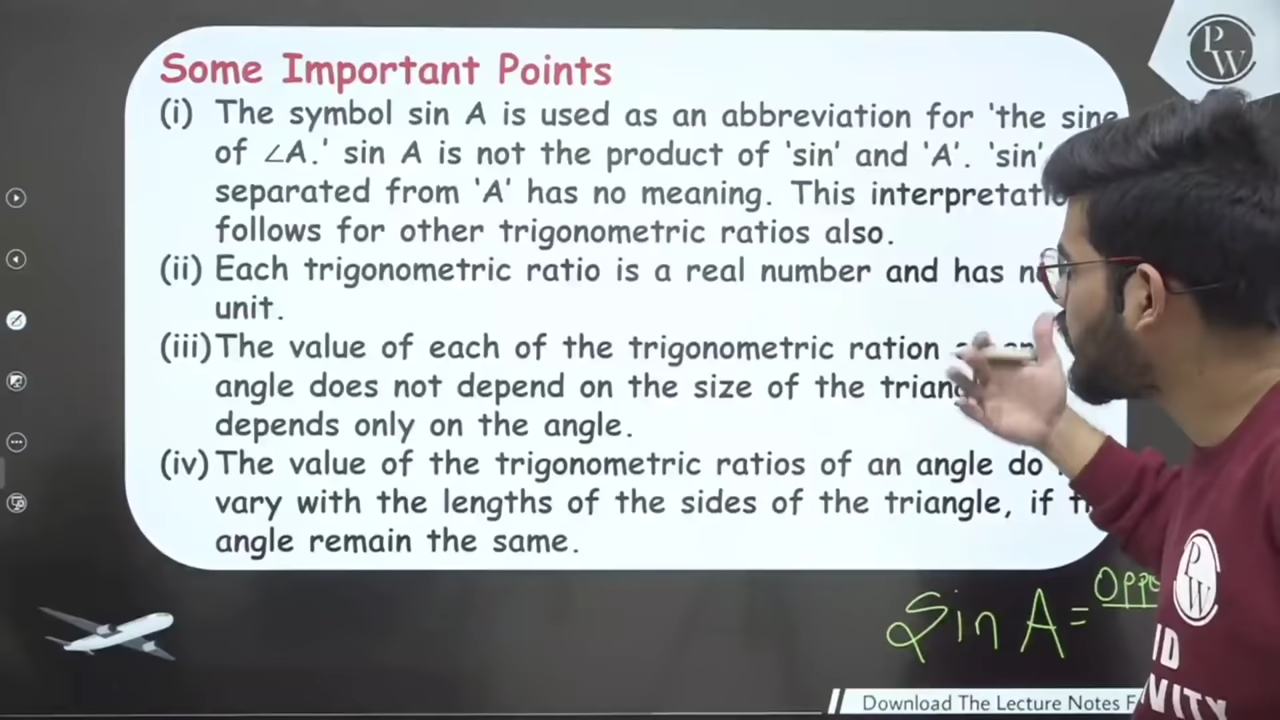 Some Important Points
(i) The symbol sin A is used as an abbreviation for 'the sine
of ∠A.' sin A is not the product of 'sin' and 'A'. 'sin'
separated from 'A' has no meaning. This
follows for other trigonometric ratios also.
(ii) Each trigonometric ratio is a real number and has
unit.
(iii) The value of each of the trigonometric ration
angle does not depend on the size of the
depends only on the angle.
(iv) The value of the trigonometric ratios of an angle do
vary with the lengths of the sides of the triangle, if
angle remain the same.
Sin A =
Download The Lecture Notes
PW
PW